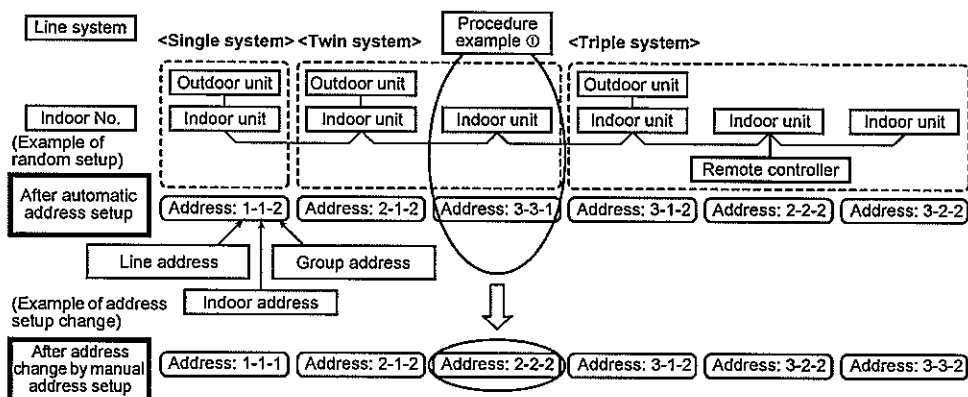 Line system
<Single system>
<Twin system>
Procedure
example ①
<Triple system>
Outdoor unit
Outdoor unit
Outdoor unit
Indoor No.
Indoor unit
Indoor unit
Indoor unit
Indoor unit
Indoor unit
Indoor unit
(Example of
random setup)
Remote controller
After automatic
address setup
Address: 1-1-2
Address: 2-1-2
Address: 3-3-1
Address: 3-1-2
Address: 2-2-2
Address: 3-2-2
Line address
Group address
Indoor address
(Example of address
setup change)
After address
change by manual
address setup
Address: 1-1-1
Address: 2-1-2
Address: 2-2-2
Address: 3-1-2
Address: 3-2-2
Address: 3-3-2